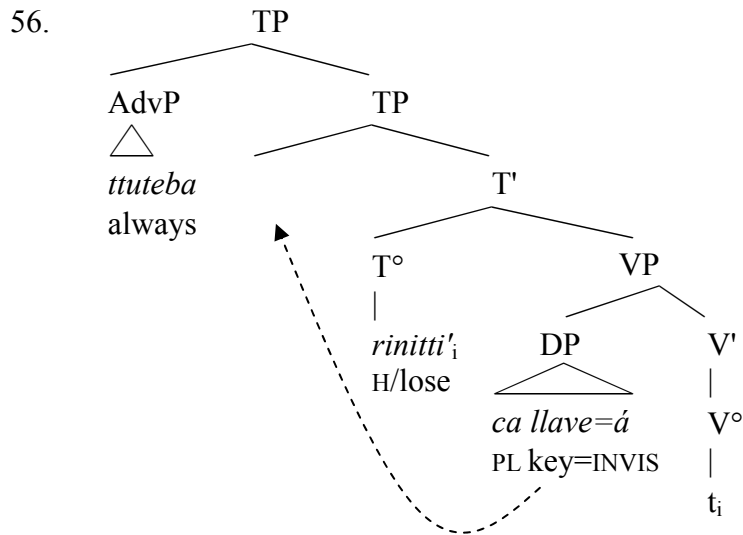 56. TP
AdvP TP
ttuteba T'
always
T° VP
rinitti'i DP V'
H/lose
ca llave=á V°
PL key=INVIS
ti